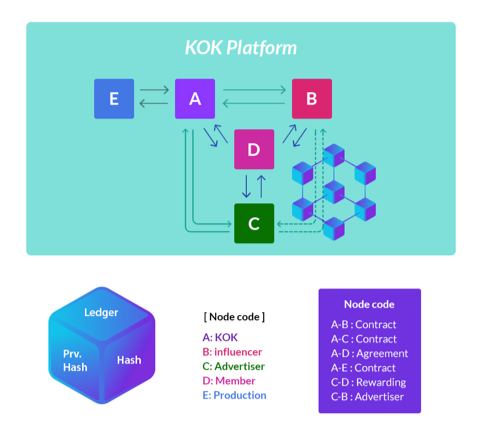 KOK Platform
E
A
B
D
C
Ledger
Prv.
Hash
Hash
[ Node code ]
A: KOK
B: influencer
C: Advertiser
D: Member
E: Production
Node code
A-B : Contract
A-C : Contract
A-D : Agreement
A-E : Contract
C-D : Rewarding
C-B : Advertiser